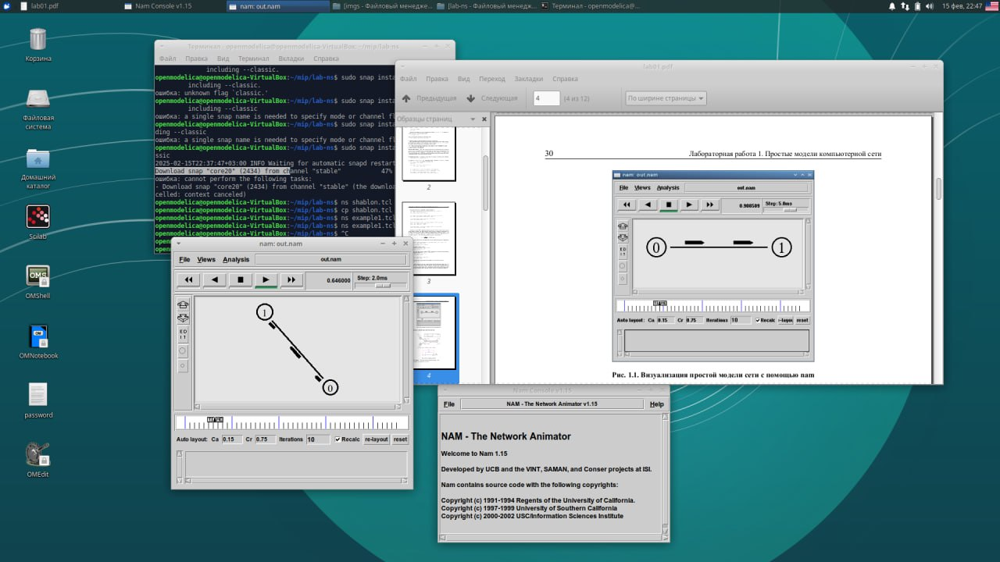 lab01.pdf
Nam Console v1.15
nam: out.nam
[imgs - Файловый менедже...
[lab-ns - Файловый менедж...
Терминал - openmodelica@...
15 фев, 22:47
Корзина
Файловая
система
Домашний
каталог
Scilab
OMShell
OMNotebook
password
OMEdit
Терминал - openmodelica@openmodelica-VirtualBox:~/mip/lab-ns
Файл Правка Вид Терминал Вкладки Справка
including --classic.
openmodelica@openmodelica-VirtualBox:~/mip/lab-ns$ sudo snap insta
including --classic.
ошибка: unknown flag `classic.'
openmodelica@openmodelica-VirtualBox:~/mip/lab-ns$ sudo snap insta
including --classic
ошибка: a single snap name is needed to specify mode or channel fl
openmodelica@openmodelica-VirtualBox:~/mip/lab-ns$ sudo snap insta
ding --classic
ошибка: a single snap name is needed to specify mode or channel fl
openmodelica@openmodelica-VirtualBox:~/mip/lab-ns$ sudo snap insta
ssic
Download snap "core20" (2434) from channel "stable" 47%
ошибка: cannot perform the following tasks:
- Download snap "core20" (2434) from channel "stable" (the downloa
celled: context canceled)
openmodelica@openmodelica-VirtualBox:~/mip/lab-ns$ ns shablon.tcl
openmodelica@openmodelica-VirtualBox:~/mip/lab-ns$ cp shablon.tcl
openmodelica@openmodelica-VirtualBox:~/mip/lab-ns$ ns example1.tcl
openmodelica@openmodelica-VirtualBox:~/mip/lab-ns$ ns example1.tcl
openmodelica@openmodelica-VirtualBox:~/mip/lab-ns$ ^C
lab01.pdf
Файл Правка Вид Переход Закладки Справка
Предыдущая Следующая 4 (4 из 12) По ширине страницы
Образцы страниц
2
3
4
30 Лабораторная работа 1. Простые модели компьютерной сети
nam: out.nam
File Views Analysis out.nam
0.908509 Step: 5.0ms
ED
IT
0 1
Auto layout: Ca 0.15 Cr 0.75 Iterations 10 Recalc reset
Рис. 1.1. Визуализация простой модели сети с помощью nam
nam: out.nam
File Views Analysis out.nam
0.646000 Step: 2.0ms
E D
I T
1
0
Auto layout: Ca 0.15 Cr 0.75 Iterations 10 Recalc re-layout reset
Nam Console v1.15
File NAM - The Network Animator v1.15 Help
NAM - The Network Animator
Welcome to Nam 1.15
Developed by UCB and the VINT, SAMAN, and Conser projects at ISI.
Nam contains source code with the following copyrights:
Copyright (c) 1991-1994 Regents of the University of California.
Copyright (c) 1997-1999 University of Southern California
Copyright (c) 2000-2002 USC/Information Sciences Institute